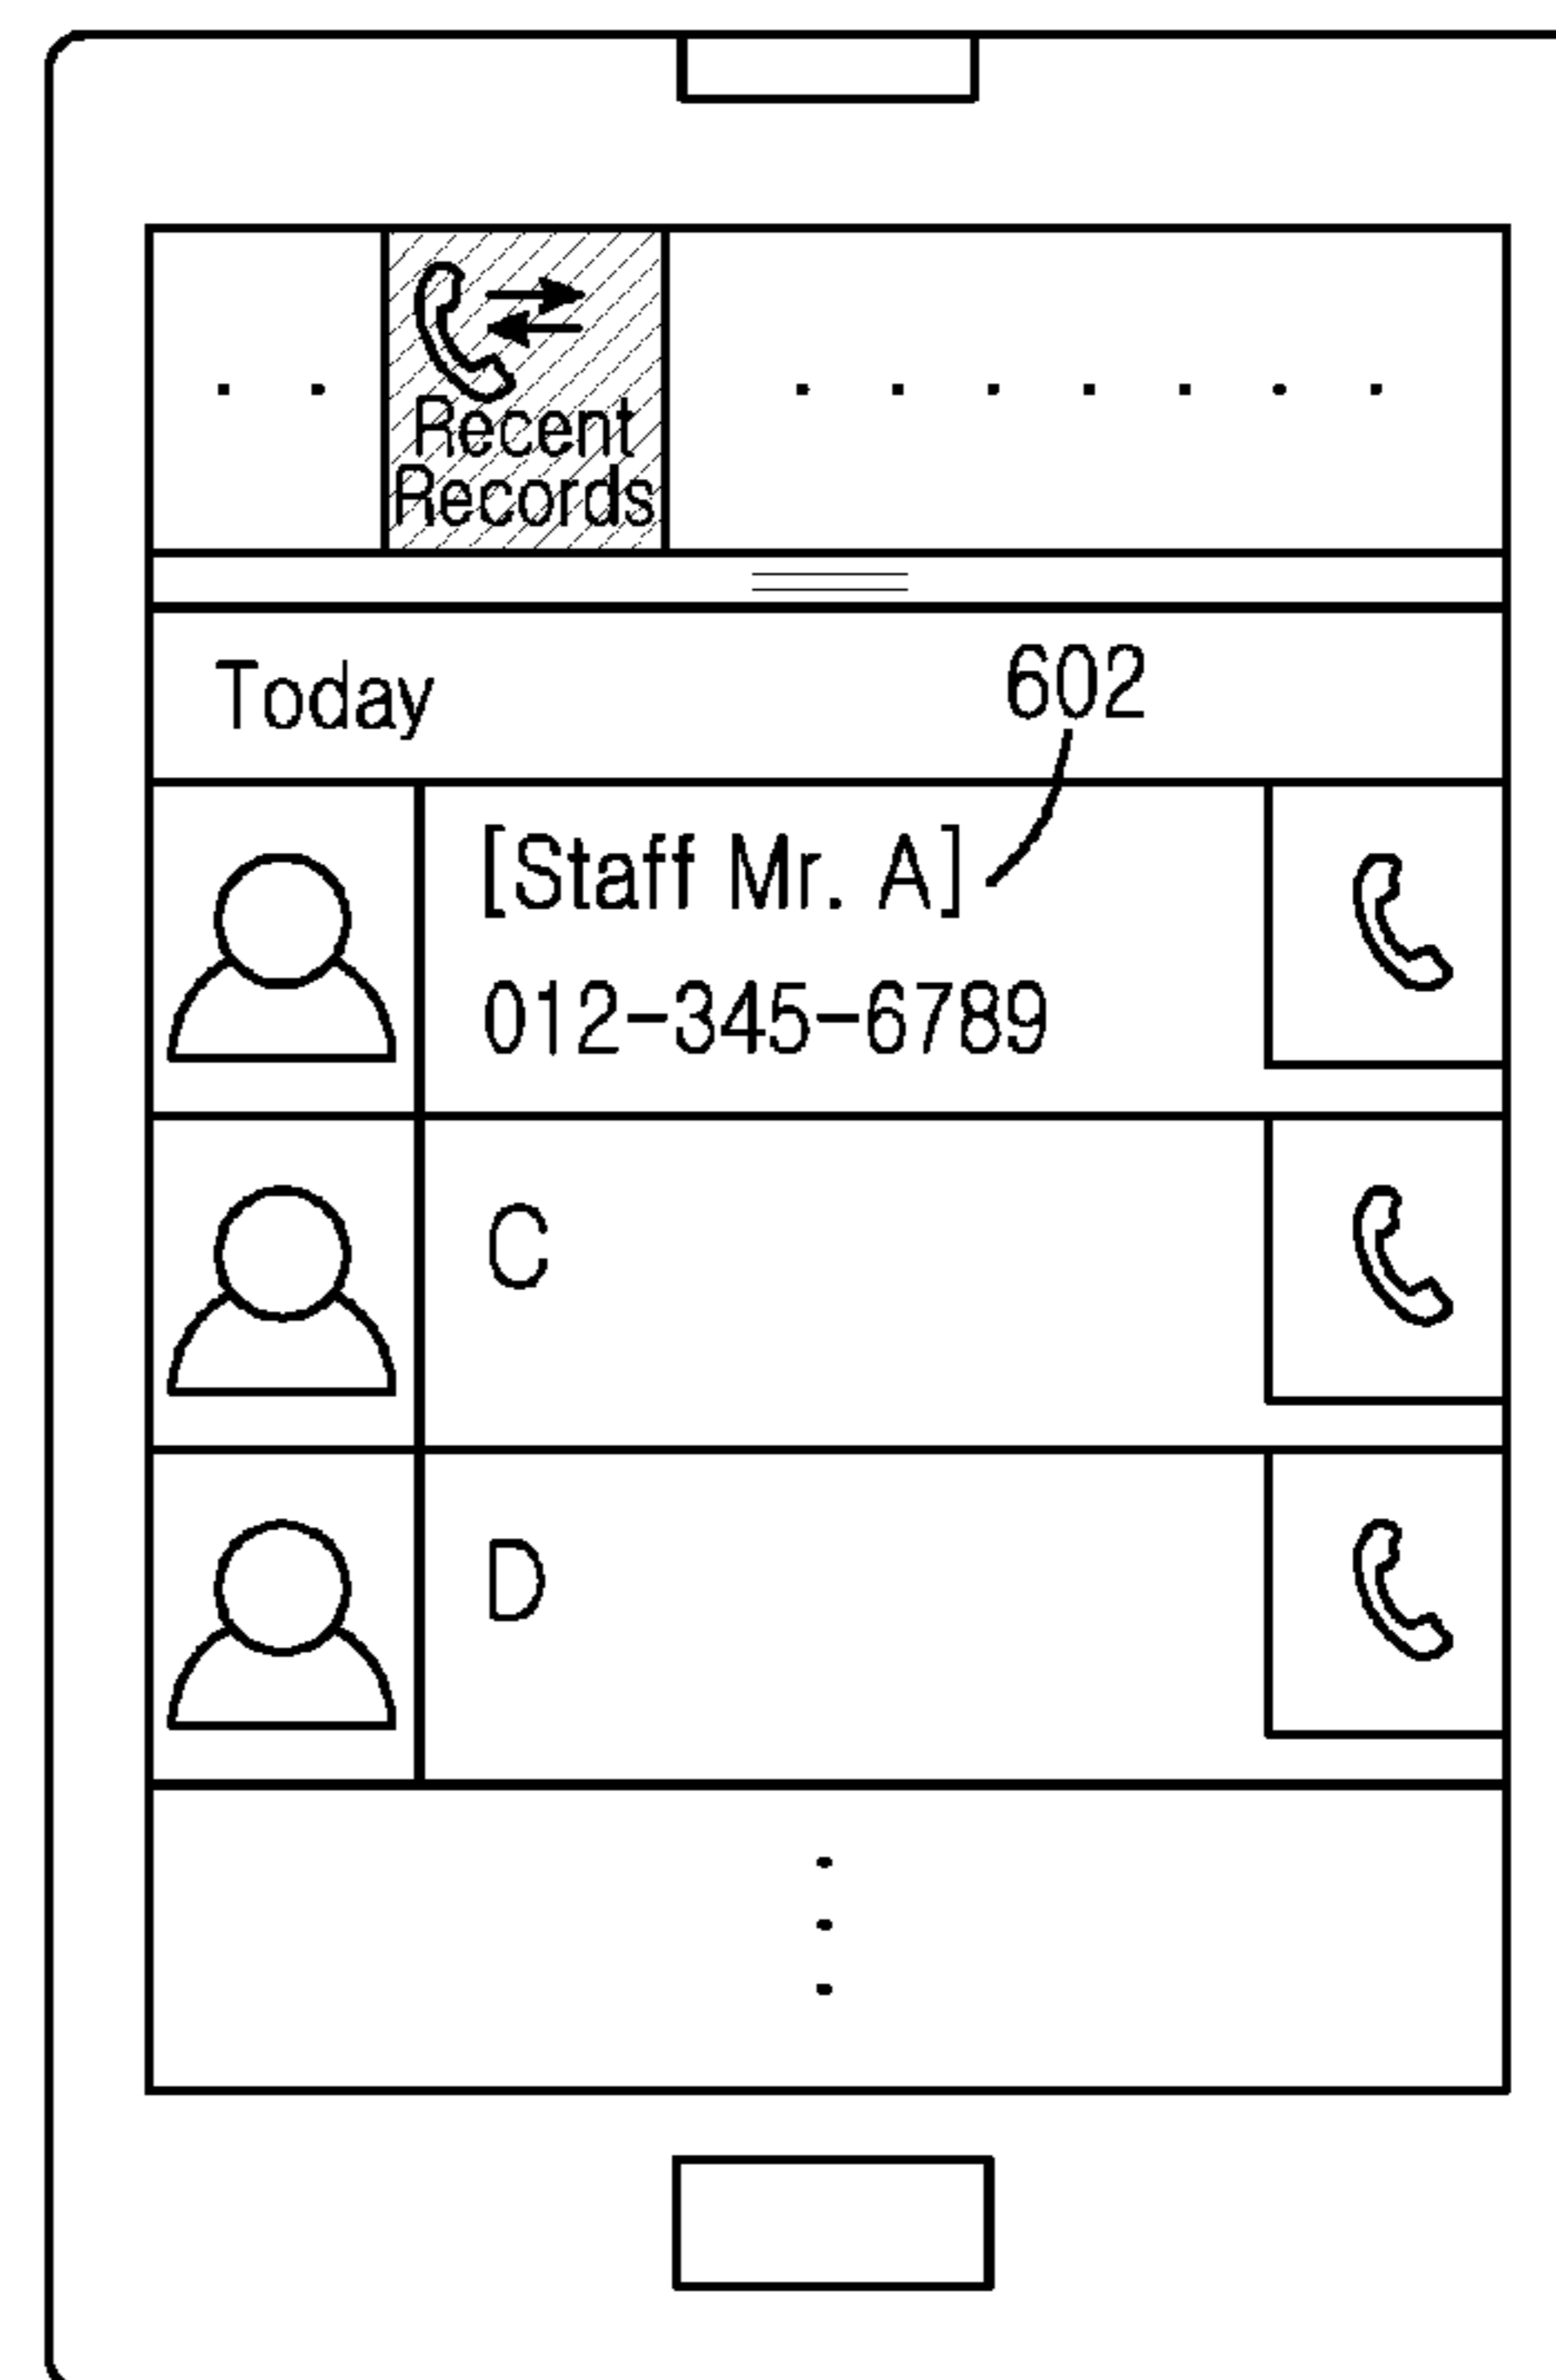 Recent
Records
Today
602
[Staff Mr. A]
012-345-6789
C
D